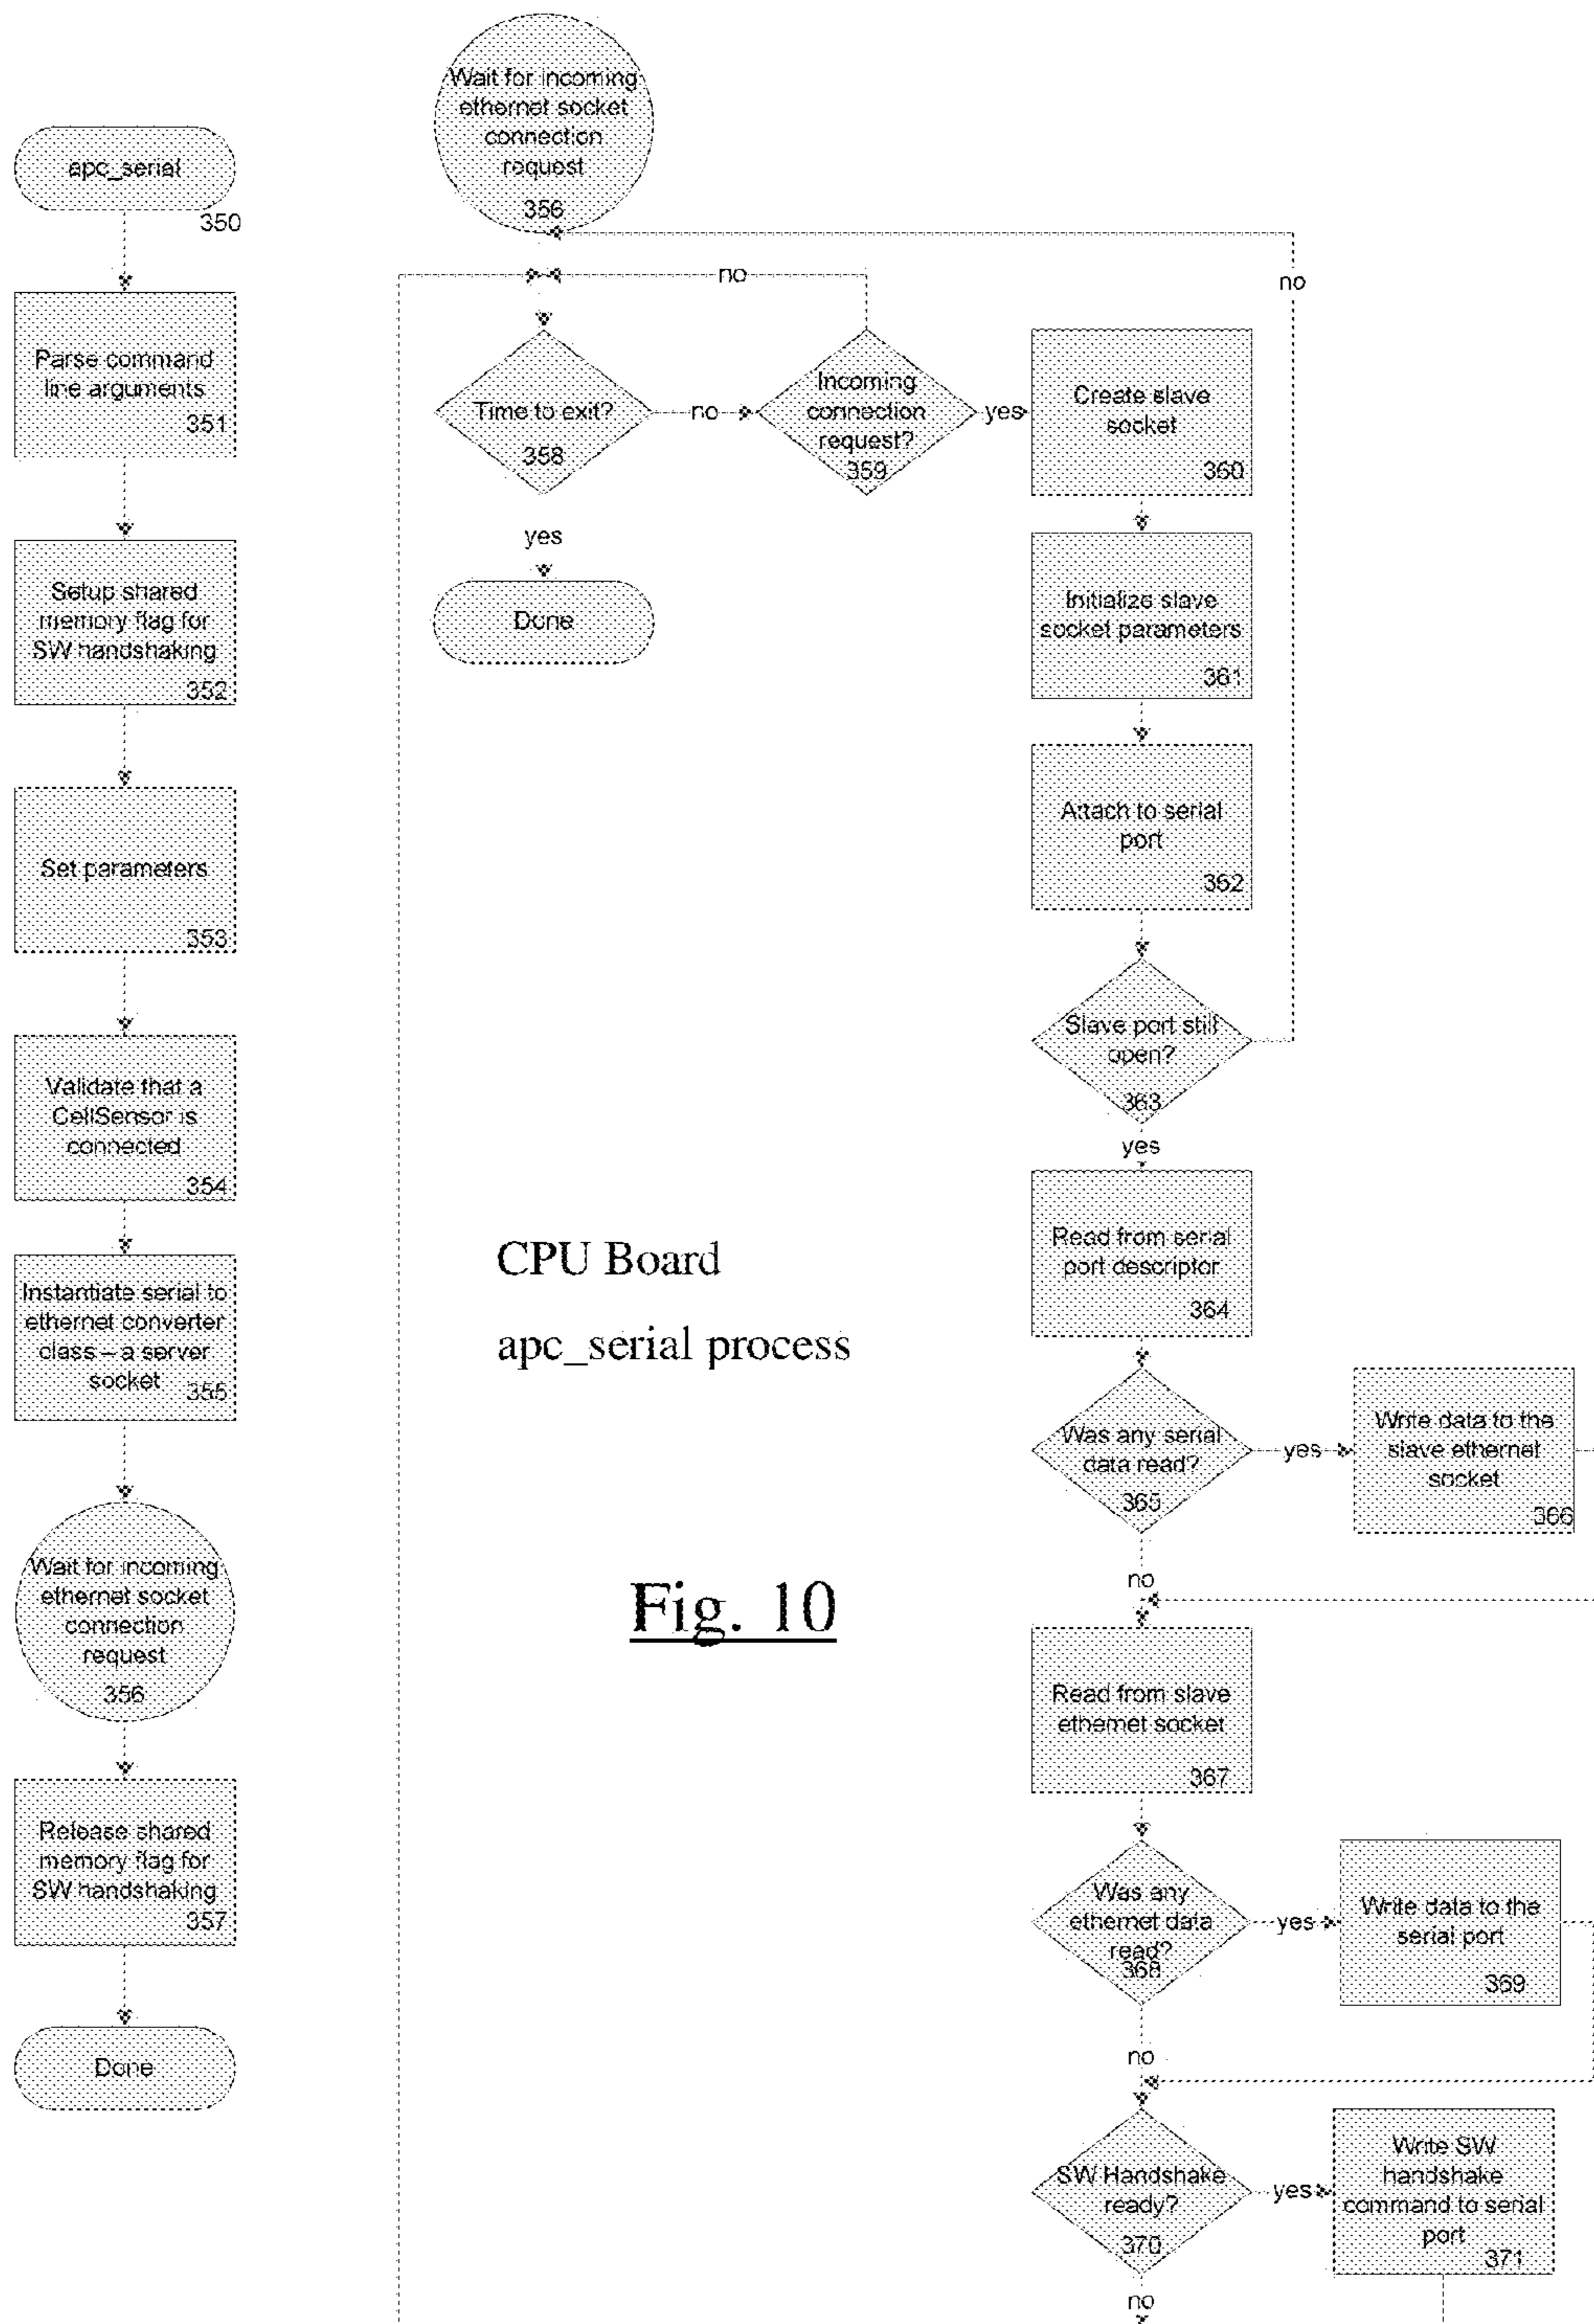 apc_serial
350
Parse command
line arguments
351
Setup shared
memory flag for
SW handshaking
352
Set parameters
353
Validate that a
CellSensor is
connected
354
Instantiate serial to
ethernet converter
class – a server
socket
355
Wait for incoming
ethernet socket
connection
request
356
Release shared
memory flag for
SW handshaking
357
Done
Wait for incoming
ethernet socket
connection
request
356
no
no
Time to exit?
358
no
Incoming
connection
request?
359
yes
Create slave
socket
360
yes
Done
Initialize slave
socket parameters
361
Attach to serial
port
362
Slave port still
open?
363
yes
Read from serial
port descriptor
364
CPU Board
apc_serial process
Was any serial
data read?
365
yes
Write data to the
slave ethernet
socket
366
no
Fig. 10
Read from slave
ethernet socket
367
Was any
ethernet data
read?
368
yes
Write data to the
serial port
369
no
SW Handshake
ready?
370
yes
Write SW
handshake
command to serial
port
371
no